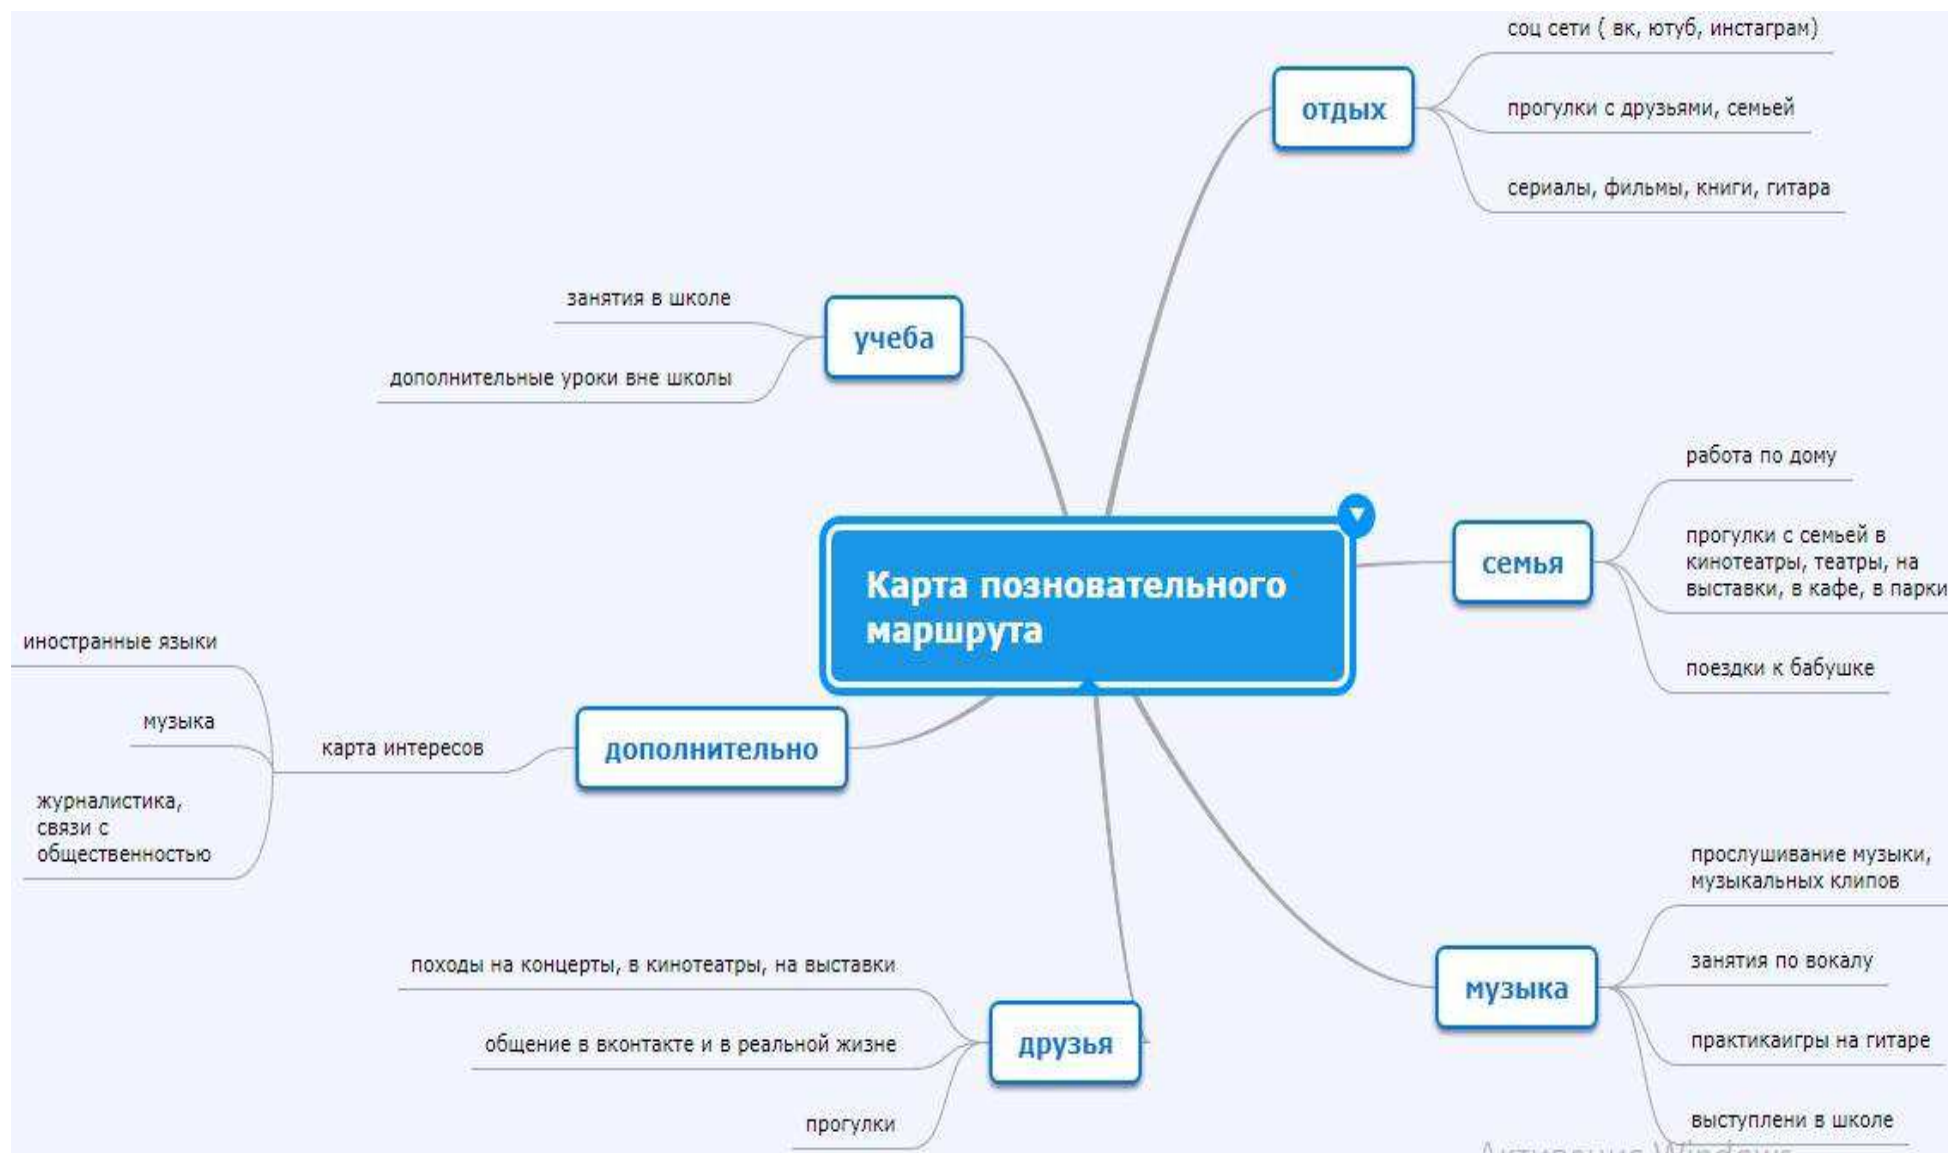 соц сети ( вк, ютуб, инстаграм)
отдых
прогулки с друзьями, семьей
сериалы, фильмы, книги, гитара
занятия в школе
учеба
дополнительные уроки вне школы
работа по дому
прогулки с семьей в
кинотеатры, театры, на
выставки, в кафе, в парки
семья
поездки к бабушке
Карта позновательного
маршрута
иностранные языки
музыка
карта интересов
дополнительно
журналистика,
связи с
общественностью
прослушивание музыки,
музыкальных клипов
занятия по вокалу
музыка
практикаигры на гитаре
выступлени в школе
походы на концерты, в кинотеатры, на выставки
общение в вконтакте и в реальной жизне
друзья
прогулки
Активация Windows